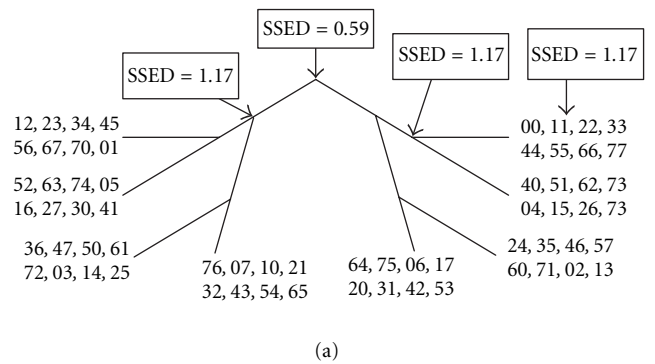 SSED = 0.59
SSED = 1.17
SSED = 1.17
SSED = 1.17
12, 23, 34, 45
56, 67, 70, 01
00, 11, 22, 33
44, 55, 66, 77
52, 63, 74, 05
16, 27, 30, 41
40, 51, 62, 73
04, 15, 26, 73
36, 47, 50, 61
72, 03, 14, 25
76, 07, 10, 21
32, 43, 54, 65
64, 75, 06, 17
20, 31, 42, 53
24, 35, 46, 57
60, 71, 02, 13
(a)